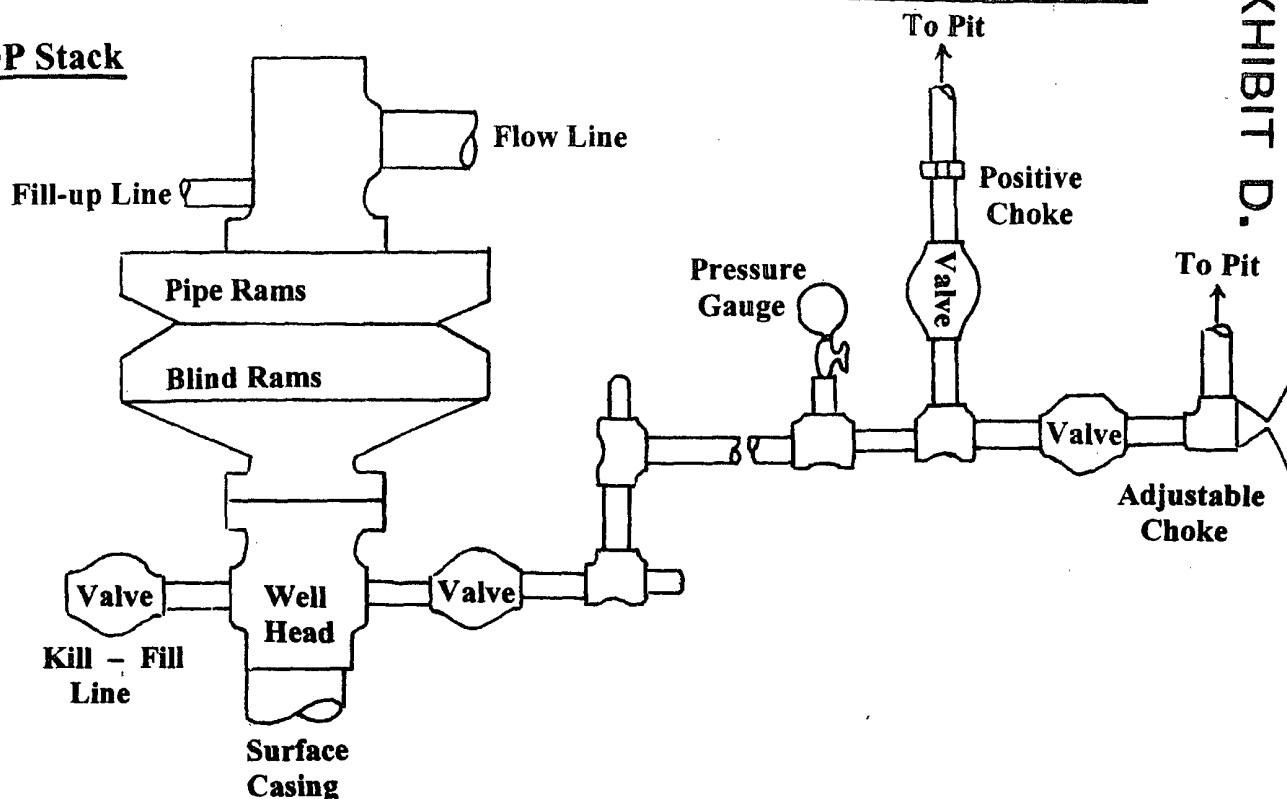 To Pit
P Stack
Flow Line
Fill-up Line
Positive
Choke
XHIBIT D.
Pressure
Gauge
Valve
To Pit
Pipe Rams
Blind Rams
Valve
Adjustable
Choke
Valve
Well
Head
Valve
Kill – Fill
Line
Surface
Casing